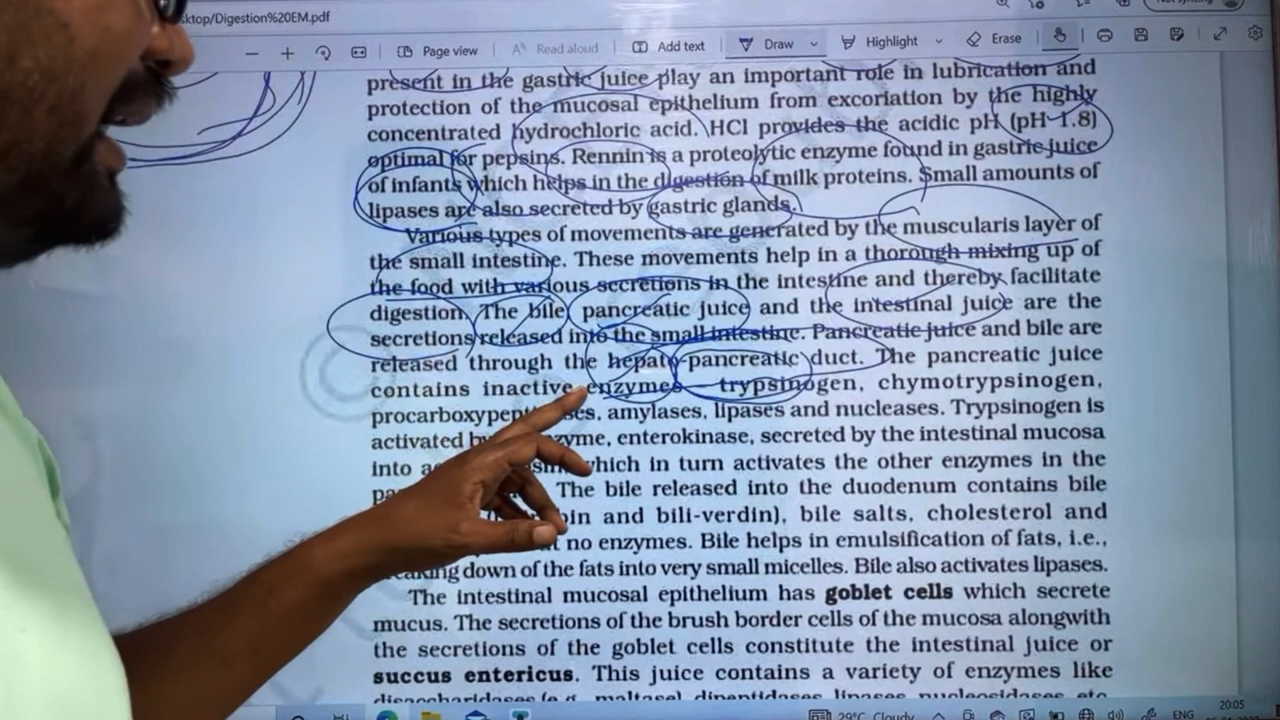 sktop/Digestion%20EM.pdf
Page view
Read aloud
Add text
Draw
Highlight
Erase
present in the gastric juice play an important role in lubrication and
protection of the mucosal epithelium from excoriation by the highly
concentrated hydrochloric acid. HCl provides the acidic pH (pH 1.8)
optimal for pepsins. Rennin is a proteolytic enzyme found in gastric juice
of infants which helps in the digestion of milk proteins. Small amounts of
lipases are also secreted by gastric glands.
Various types of movements are generated by the muscularis layer of
the small intestine. These movements help in a thorough mixing up of
the food with various secretions in the intestine and thereby facilitate
digestion. The bile, pancreatic juice and the intestinal juice are the
secretions released into the small intestine. Pancreatic juice and bile are
released through the hepato-pancreatic duct. The pancreatic juice
contains inactive enzymes – trypsinogen, chymotrypsinogen,
amylases, lipases and nucleases. Trypsinogen is
activated by enterokinase, secreted by the intestinal mucosa
into which in turn activates the other enzymes in the
The bile released into the duodenum contains bile
and bili-verdin), bile salts, cholesterol and
no enzymes. Bile helps in emulsification of fats, i.e.,
down of the fats into very small micelles. Bile also activates lipases.
The intestinal mucosal epithelium has goblet cells which secrete
mucus. The secretions of the brush border cells of the mucosa alongwith
the secretions of the goblet cells constitute the intestinal juice or
succus entericus. This juice contains a variety of enzymes like
29°C Cloudy
ENG
20:05